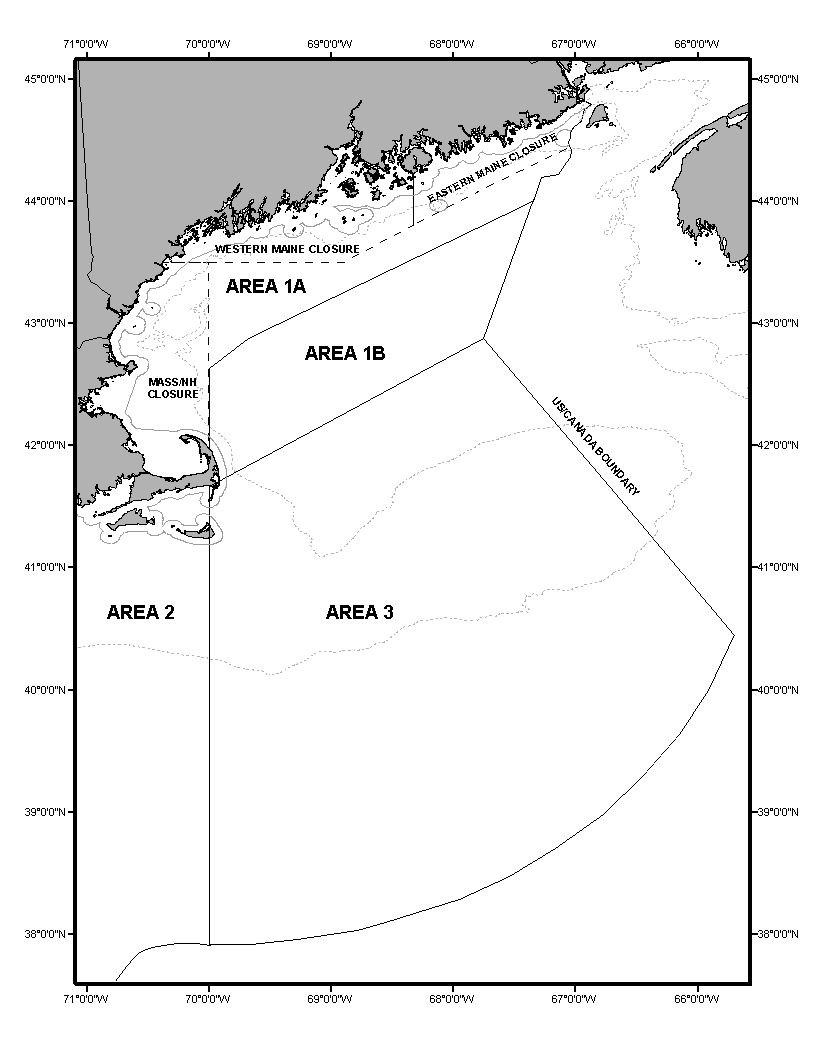 71°0'0"W 70°0'0"W 69°0'0"W 68°0'0"W 67°0'0"W 66°0'0"W
45°0'0"N 45°0'0"N
EASTERN MAINE CLOSURE
44°0'0"N 44°0'0"N
WESTERN MAINE CLOSURE
AREA 1A
43°0'0"N 43°0'0"N
AREA 1B
MASS/NH
CLOSURE
US/CANADA BOUNDARY
42°0'0"N 42°0'0"N
41°0'0"N 41°0'0"N
AREA 2 AREA 3
40°0'0"N 40°0'0"N
39°0'0"N 39°0'0"N
38°0'0"N 38°0'0"N
71°0'0"W 70°0'0"W 69°0'0"W 68°0'0"W 67°0'0"W 66°0'0"W